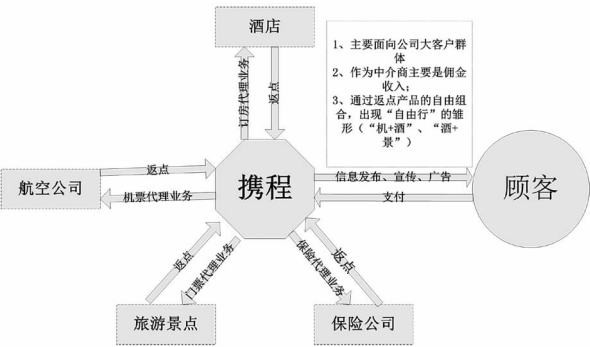 酒店
1、主要面向公司大客户群
体
2、作为中介商主要是佣金
收入；
3、通过返点产品的自由组
合，出现“自由行”的雏
形（“机+酒”、“酒+
景”）
订房代理业务
返点
航空公司
返点
机票代理业务
携程
信息发布、宣传、广告
支付
顾客
返点
门票代理业务
保险代理业务
返点
旅游景点
保险公司